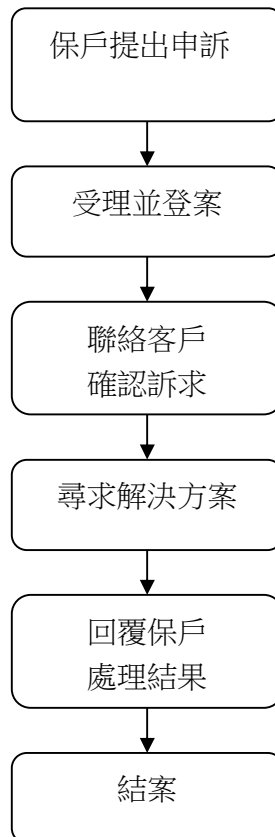 保戶提出申訴
受理並登案
聯絡客戶
確認訴求
尋求解決方案
回覆保戶
處理結果
結案